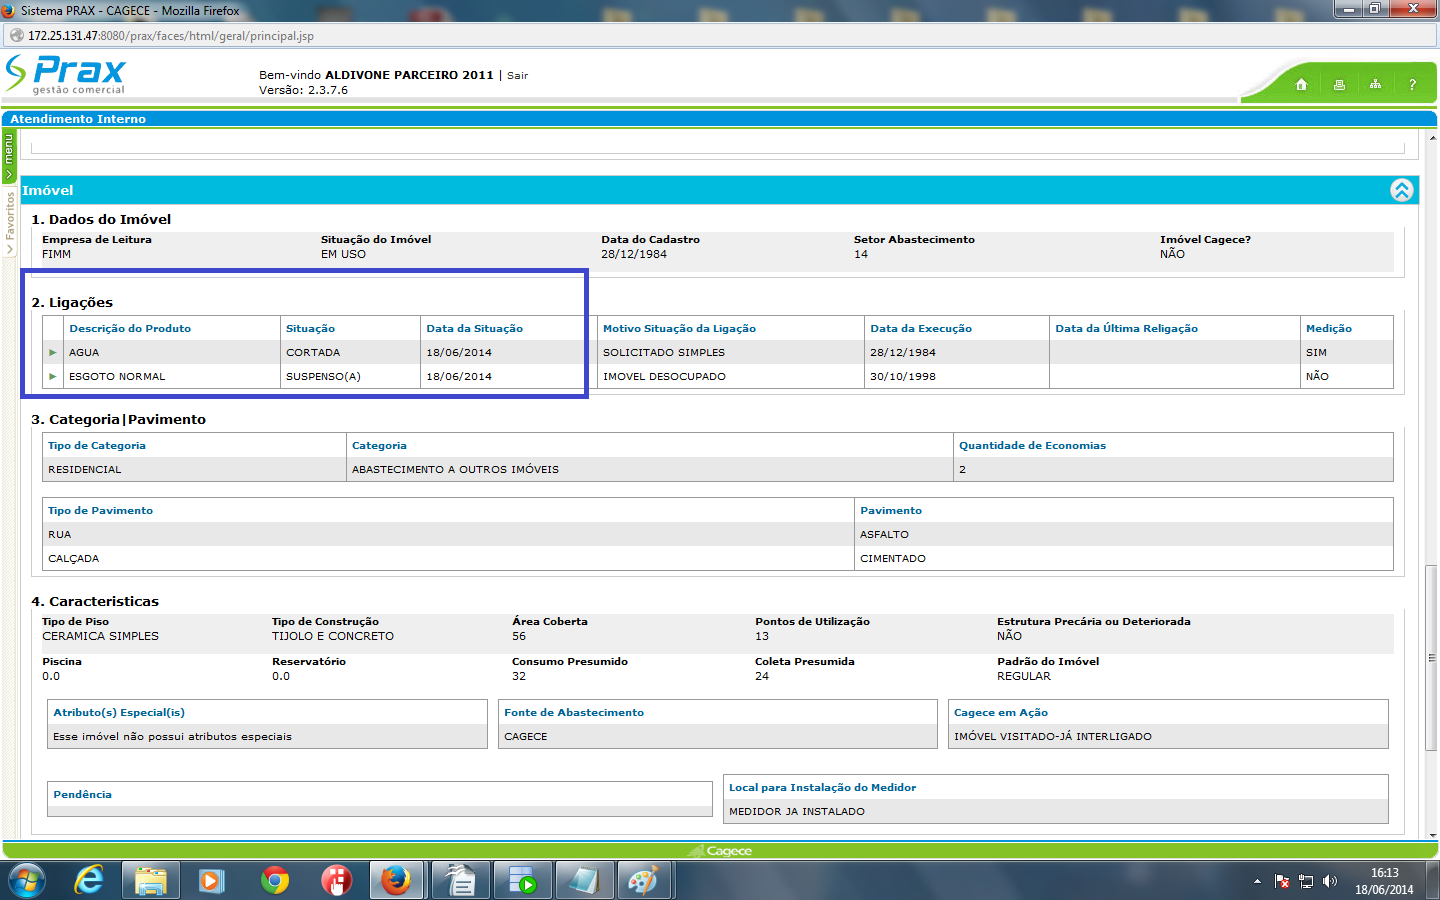 Sistema PRAX - CAGECE - Mozilla Firefox
172.25.131.47:8080/prax/faces/html/geral/principal.jsp
Prax
gestão comercial
Bem-vindo ALDIVONE PARCEIRO 2011 | Sair
Versão: 2.3.7.6
?
Atendimento Interno
menu
Favoritos
Imóvel
1. Dados do Imóvel
Empresa de Leitura Situação do Imóvel Data do Cadastro Setor Abastecimento Imóvel Cagece?
FIMM EM USO 28/12/1984 14 NÃO
2. Ligações
Descrição do Produto Situação Data da Situação Motivo Situação da Ligação Data da Execução Data da Última Religação Medição
AGUA CORTADA 18/06/2014 SOLICITADO SIMPLES 28/12/1984 SIM
ESGOTO NORMAL SUSPENSO(A) 18/06/2014 IMOVEL DESOCUPADO 30/10/1998 NÃO
3. Categoria|Pavimento
Tipo de Categoria Categoria Quantidade de Economias
RESIDENCIAL ABASTECIMENTO A OUTROS IMÓVEIS 2
Tipo de Pavimento Pavimento
RUA ASFALTO
CALÇADA CIMENTADO
4. Caracteristicas
Tipo de Piso Tipo de Construção Área Coberta Pontos de Utilização Estrutura Precária ou Deteriorada
CERAMICA SIMPLES TIJOLO E CONCRETO 56 13 NÃO
Piscina Reservatório Consumo Presumido Coleta Presumida Padrão do Imóvel
0.0 0.0 32 24 REGULAR
Atributo(s) Especial(is) Fonte de Abastecimento Cagece em Ação
Esse imóvel não possui atributos especiais CAGECE IMÓVEL VISITADO-JÁ INTERLIGADO
Pendência Local para Instalação do Medidor
MEDIDOR JA INSTALADO
Cagece
16:13
18/06/2014